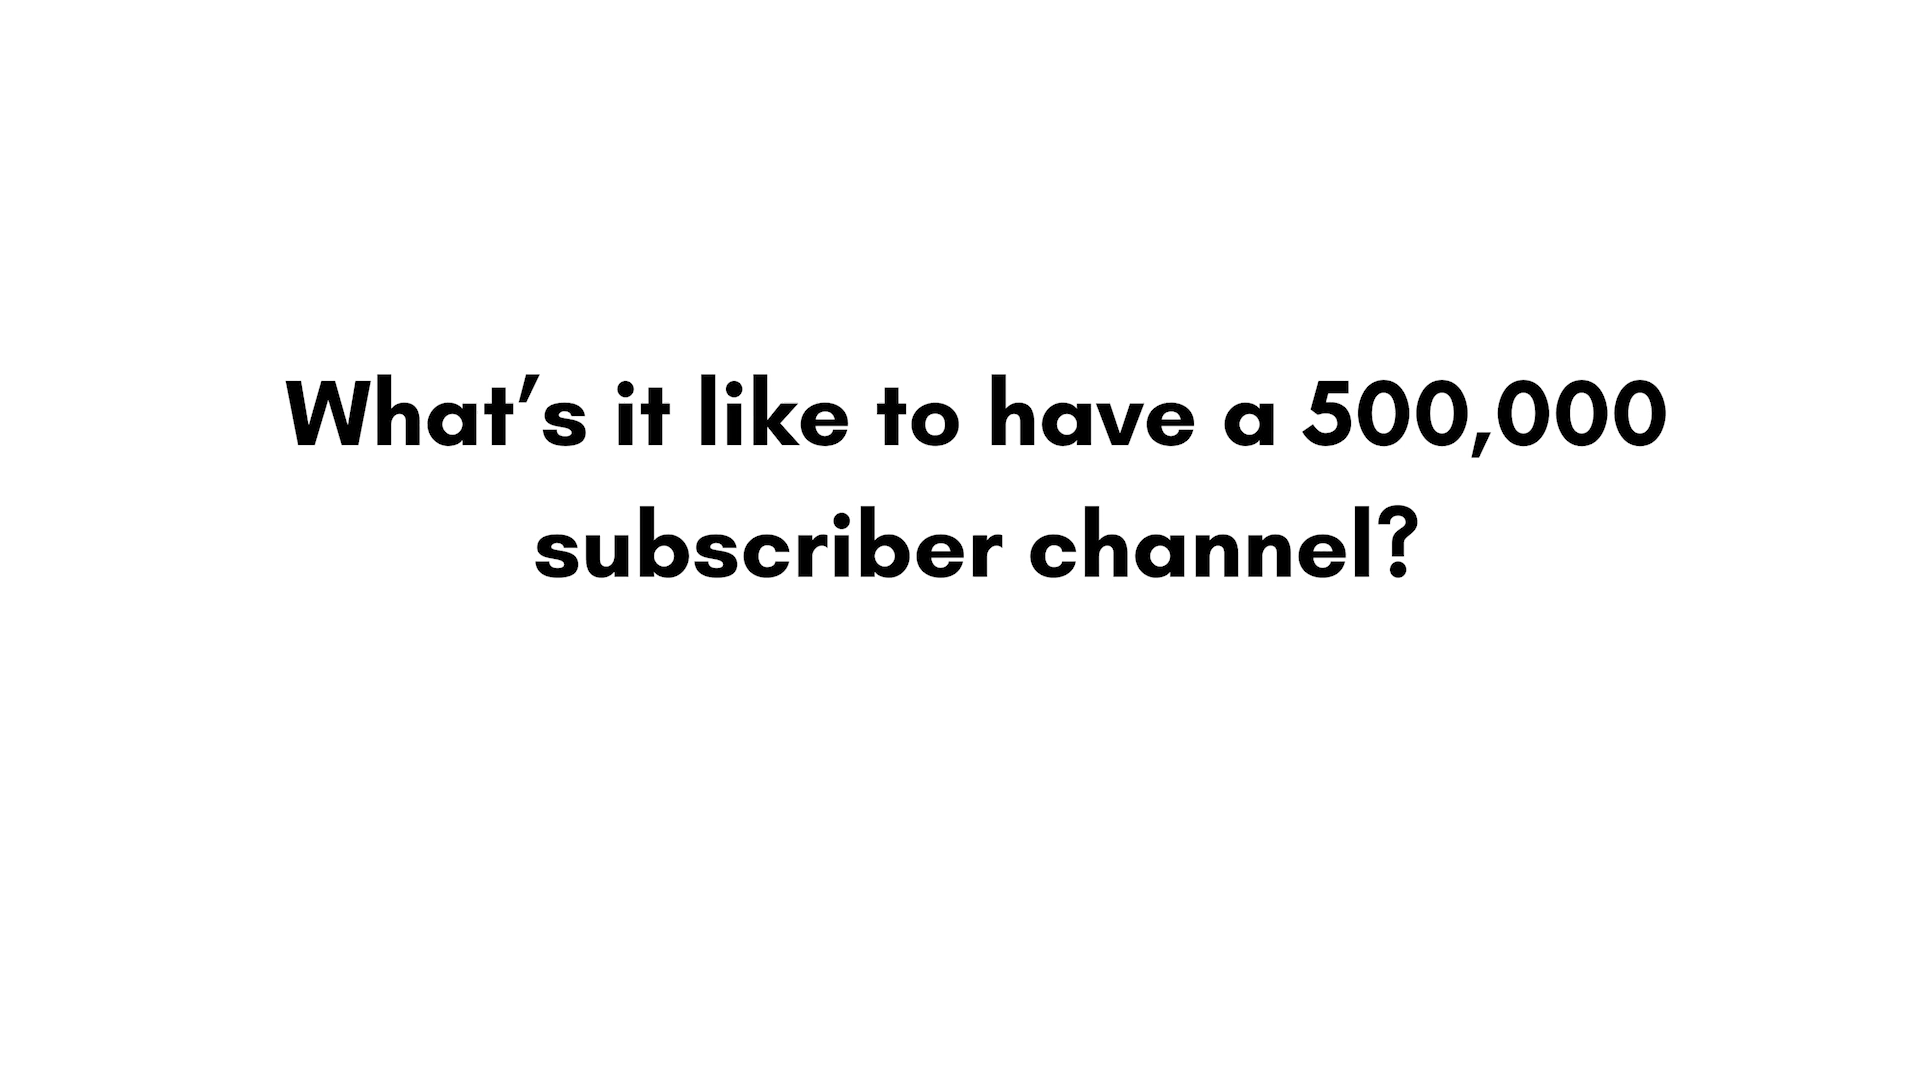 What’s it like to have a 500,000
subscriber channel?